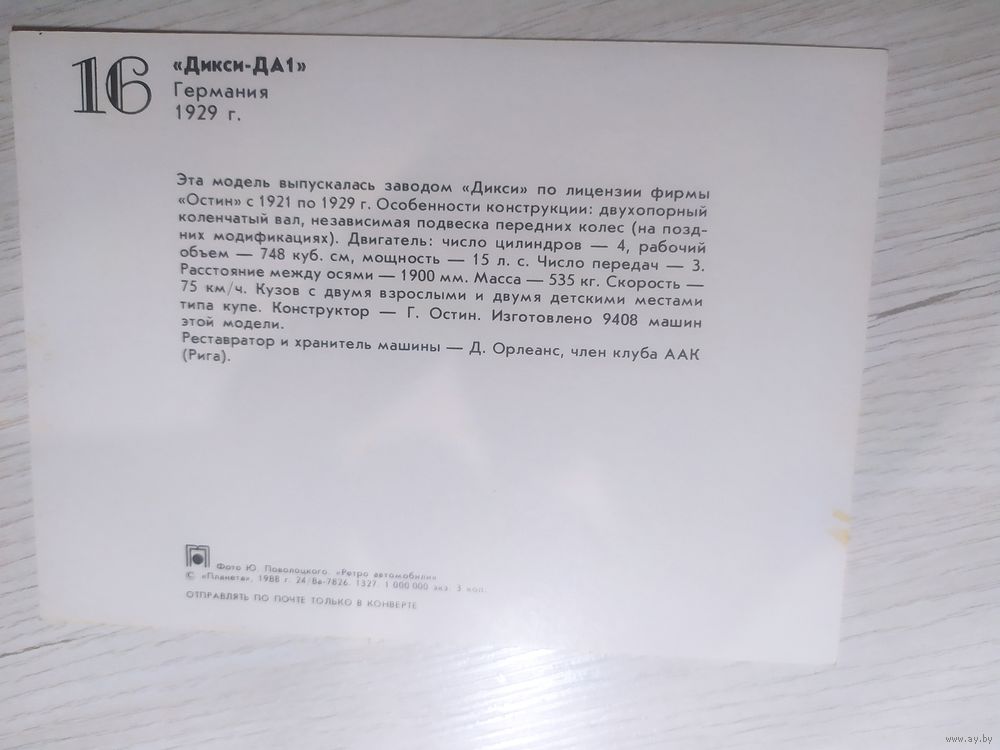 16
«Дикси-ДА1»
Германия
1929 г.
Эта модель выпускалась заводом «Дикси» по лицензии фирмы
«Остин» с 1921 по 1929 г. Особенности конструкции: двухопорный
коленчатый вал, независимая подвеска передних колес (на позд-
них модификациях). Двигатель: число цилиндров — 4, рабочий
объем — 748 куб. см, мощность — 15 л. с. Число передач — 3.
Расстояние между осями — 1900 мм. Масса — 535 кг. Скорость —
75 км/ч. Кузов с двумя взрослыми и двумя детскими местами
типа купе. Конструктор — Г. Остин. Изготовлено 9408 машин
этой модели.
Реставратор и хранитель машины — Д. Орлеанс, член клуба ААК
(Рига).
Фото Ю. Поволоцкого. «Ретро автомобили»
© «Планета», 1988 г. 24/Вв-7826. 1327. 1 000 000 экз. 3 коп.
ОТПРАВЛЯТЬ ПО ПОЧТЕ ТОЛЬКО В КОНВЕРТЕ
www.ay.by